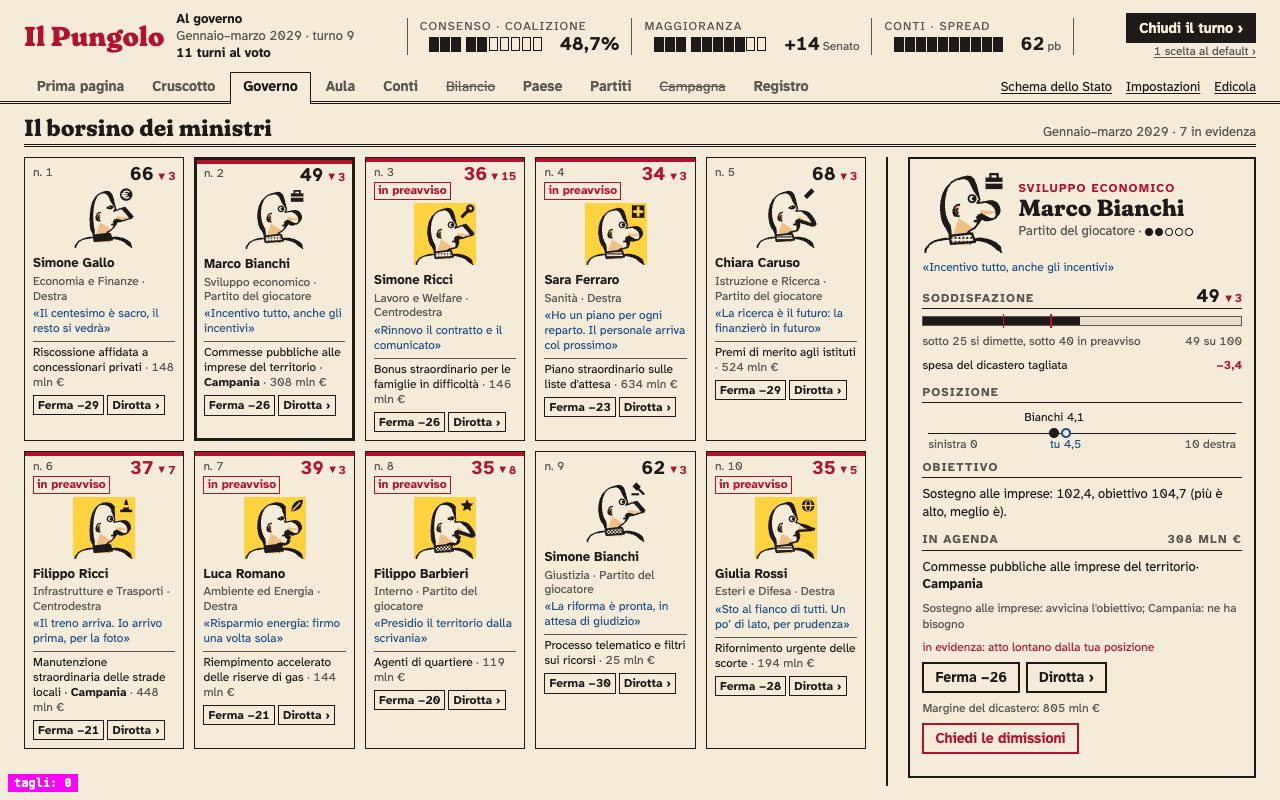 Il Pungolo
Al governo
Gennaio–marzo 2029 · turno 9
11 turni al voto
CONSENSO · COALIZIONE
48,7%
MAGGIORANZA
+14 Senato
CONTI · SPREAD
62 pb
Chiudi il turno ›
1 scelta al default ›
Prima pagina
Cruscotto
Governo
Aula
Conti
Bilancio
Paese
Partiti
Campagna
Registro
Schema dello Stato
Impostazioni
Edicola
Il borsino dei ministri
Gennaio–marzo 2029 · 7 in evidenza
n. 1
66 ▼ 3
Simone Gallo
Economia e Finanze ·
Destra
«Il centesimo è sacro, il
resto si vedrà»
Riscossione affidata a
concessionari privati · 148
mln €
Ferma −29
Dirotta ›
n. 2
49 ▼ 3
Marco Bianchi
Sviluppo economico ·
Partito del giocatore
«Incentivo tutto, anche gli
incentivi»
Commesse pubbliche alle
imprese del territorio ·
Campania · 308 mln €
Ferma −26
Dirotta ›
n. 3
36 ▼ 15
in preavviso
Simone Ricci
Lavoro e Welfare ·
Centrodestra
«Rinnovo il contratto e il
comunicato»
Bonus straordinario per le
famiglie in difficoltà · 146
mln €
Ferma −26
Dirotta ›
n. 4
34 ▼ 3
in preavviso
Sara Ferraro
Sanità · Destra
«Ho un piano per ogni
reparto. Il personale arriva
col prossimo»
Piano straordinario sulle
liste d'attesa · 634 mln €
Ferma −23
Dirotta ›
n. 5
68 ▼ 3
Chiara Caruso
Istruzione e Ricerca ·
Partito del giocatore
«La ricerca è il futuro: la
finanzierò in futuro»
Premi di merito agli istituti
· 524 mln €
Ferma −29
Dirotta ›
n. 6
37 ▼ 7
in preavviso
Filippo Ricci
Infrastrutture e Trasporti ·
Centrodestra
«Il treno arriva. Io arrivo
prima, per la foto»
Manutenzione
straordinaria delle strade
locali · Campania · 448
mln €
Ferma −21
Dirotta ›
n. 7
39 ▼ 3
in preavviso
Luca Romano
Ambiente ed Energia ·
Destra
«Risparmio energia: firmo
una volta sola»
Riempimento accelerato
delle riserve di gas · 144
mln €
Ferma −21
Dirotta ›
n. 8
35 ▼ 8
in preavviso
Filippo Barbieri
Interno · Partito del
giocatore
«Presidio il territorio dalla
scrivania»
Agenti di quartiere · 119
mln €
Ferma −20
Dirotta ›
n. 9
62 ▼ 3
Simone Bianchi
Giustizia · Partito del
giocatore
«La riforma è pronta, in
attesa di giudizio»
Processo telematico e filtri
sui ricorsi · 25 mln €
Ferma −30
Dirotta ›
n. 10
35 ▼ 5
in preavviso
Giulia Rossi
Esteri e Difesa · Destra
«Sto al fianco di tutti. Un
po’ di lato, per prudenza»
Rifornimento urgente delle
scorte · 194 mln €
Ferma −28
Dirotta ›
SVILUPPO ECONOMICO
Marco Bianchi
Partito del giocatore · ●●○○○
«Incentivo tutto, anche gli incentivi»
SODDISFAZIONE
49 ▼ 3
sotto 25 si dimette, sotto 40 in preavviso
49 su 100
spesa del dicastero tagliata
−3,4
POSIZIONE
Bianchi 4,1
sinistra 0
tu 4,5
10 destra
OBIETTIVO
Sostegno alle imprese: 102,4, obiettivo 104,7 (più è
alto, meglio è).
IN AGENDA
308 MLN €
Commesse pubbliche alle imprese del territorio·
Campania
Sostegno alle imprese: avvicina l'obiettivo; Campania: ne ha
bisogno
in evidenza: atto lontano dalla tua posizione
Ferma −26
Dirotta ›
Margine del dicastero: 805 mln €
Chiedi le dimissioni
tagli: 0